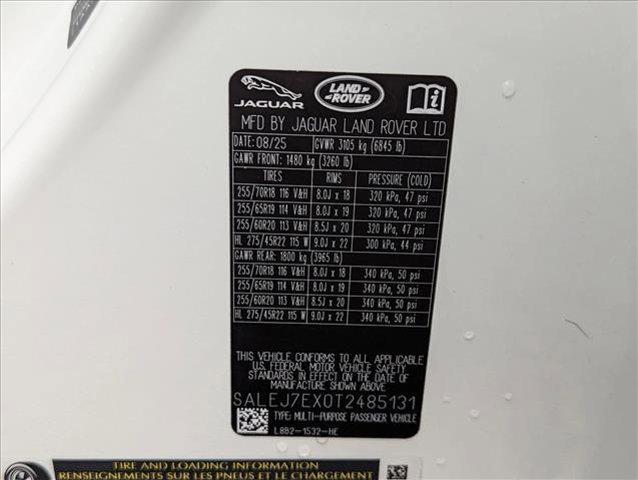 JAGUAR LAND ROVER
MFD BY JAGUAR LAND ROVER LTD
DATE: 08/25 GVWR 3105 kg (6845 lb)
GAWR FRONT: 1480 kg (3260 lb)
TIRES RIMS PRESSURE (COLD)
255/70R18 116 V&H 8.0J x 18 320 kPa, 47 psi
255/65R19 114 V&H 8.0J x 19 320 kPa, 47 psi
255/60R20 113 V&H 8.5J x 20 320 kPa, 47 psi
HL 275/45R22 115 W 9.0J x 22 300 kPa, 44 psi
GAWR REAR: 1800 kg (3965 lb)
255/70R18 116 V&H 8.0J x 18 340 kPa, 50 psi
255/65R19 114 V&H 8.0J x 19 340 kPa, 50 psi
255/60R20 113 V&H 8.5J x 20 340 kPa, 50 psi
HL 275/45R22 115 W 9.0J x 22 340 kPa, 50 psi
THIS VEHICLE CONFORMS TO ALL APPLICABLE
U.S. FEDERAL MOTOR VEHICLE SAFETY
STANDARDS IN EFFECT ON THE DATE OF
MANUFACTURE SHOWN ABOVE.
SALEJ7EX0T2485131
TYPE: MULTI-PURPOSE PASSENGER VEHICLE
L8B2-1532-HE
TIRE AND LOADING INFORMATION
RENSEIGNEMENTS SUR LES PNEUS ET LE CHARGEMENT